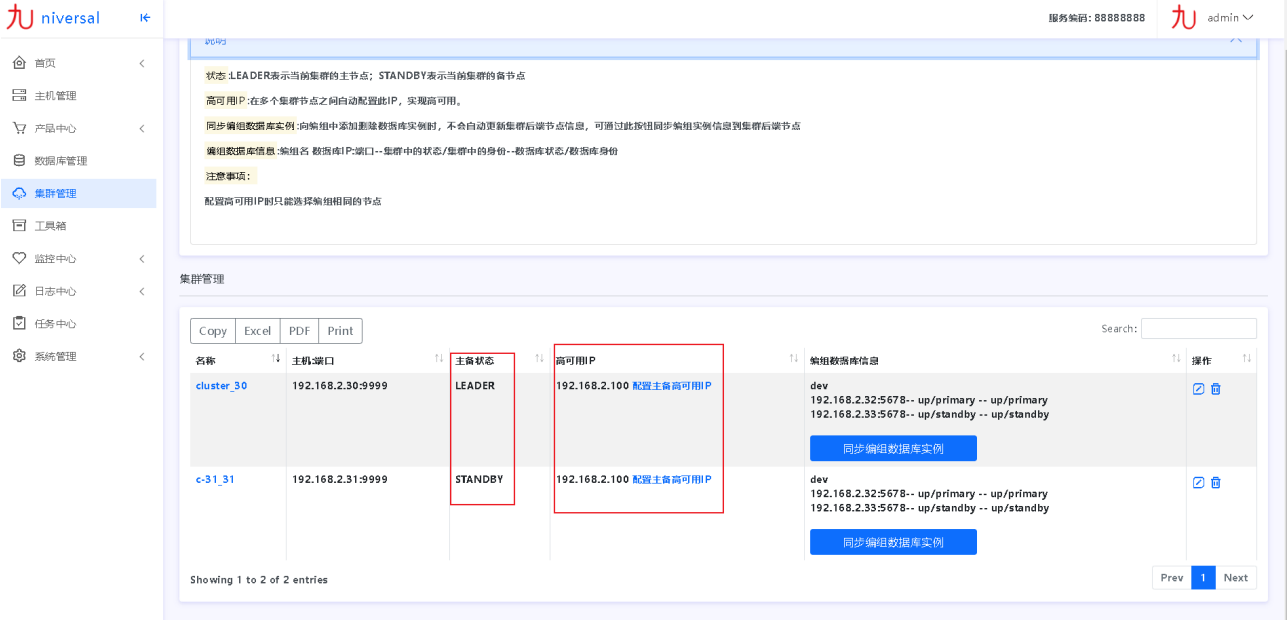 九 niversal
服务编码: 88888888
九
admin
首页
主机管理
产品中心
数据库管理
集群管理
工具箱
监控中心
日志中心
任务中心
系统管理
说明
状态:LEADER表示当前集群的主节点；STANDBY表示当前集群的备节点
高可用IP:在多个集群节点之间自动配置此IP，实现高可用。
同步编组数据库实例:向编组中添加删除数据库实例时，不会自动更新集群后端节点信息，可通过此按钮同步编组实例信息到集群后端节点
编组数据库信息:编组名 数据库IP:端口--集群中的状态/集群中的身份--数据库状态/数据库身份
注意事项：
配置高可用IP时只能选择编组相同的节点
集群管理
Copy Excel PDF Print
Search:
名称 主机:端口 主备状态 高可用IP 编组数据库信息 操作
cluster_30 192.168.2.30:9999 LEADER 192.168.2.100 配置主备高可用IP dev
192.168.2.32:5678-- up/primary -- up/primary
192.168.2.33:5678-- up/standby -- up/standby
同步编组数据库实例
c-31_31 192.168.2.31:9999 STANDBY 192.168.2.100 配置主备高可用IP dev
192.168.2.32:5678-- up/primary -- up/primary
192.168.2.33:5678-- up/standby -- up/standby
同步编组数据库实例
Showing 1 to 2 of 2 entries
Prev 1 Next